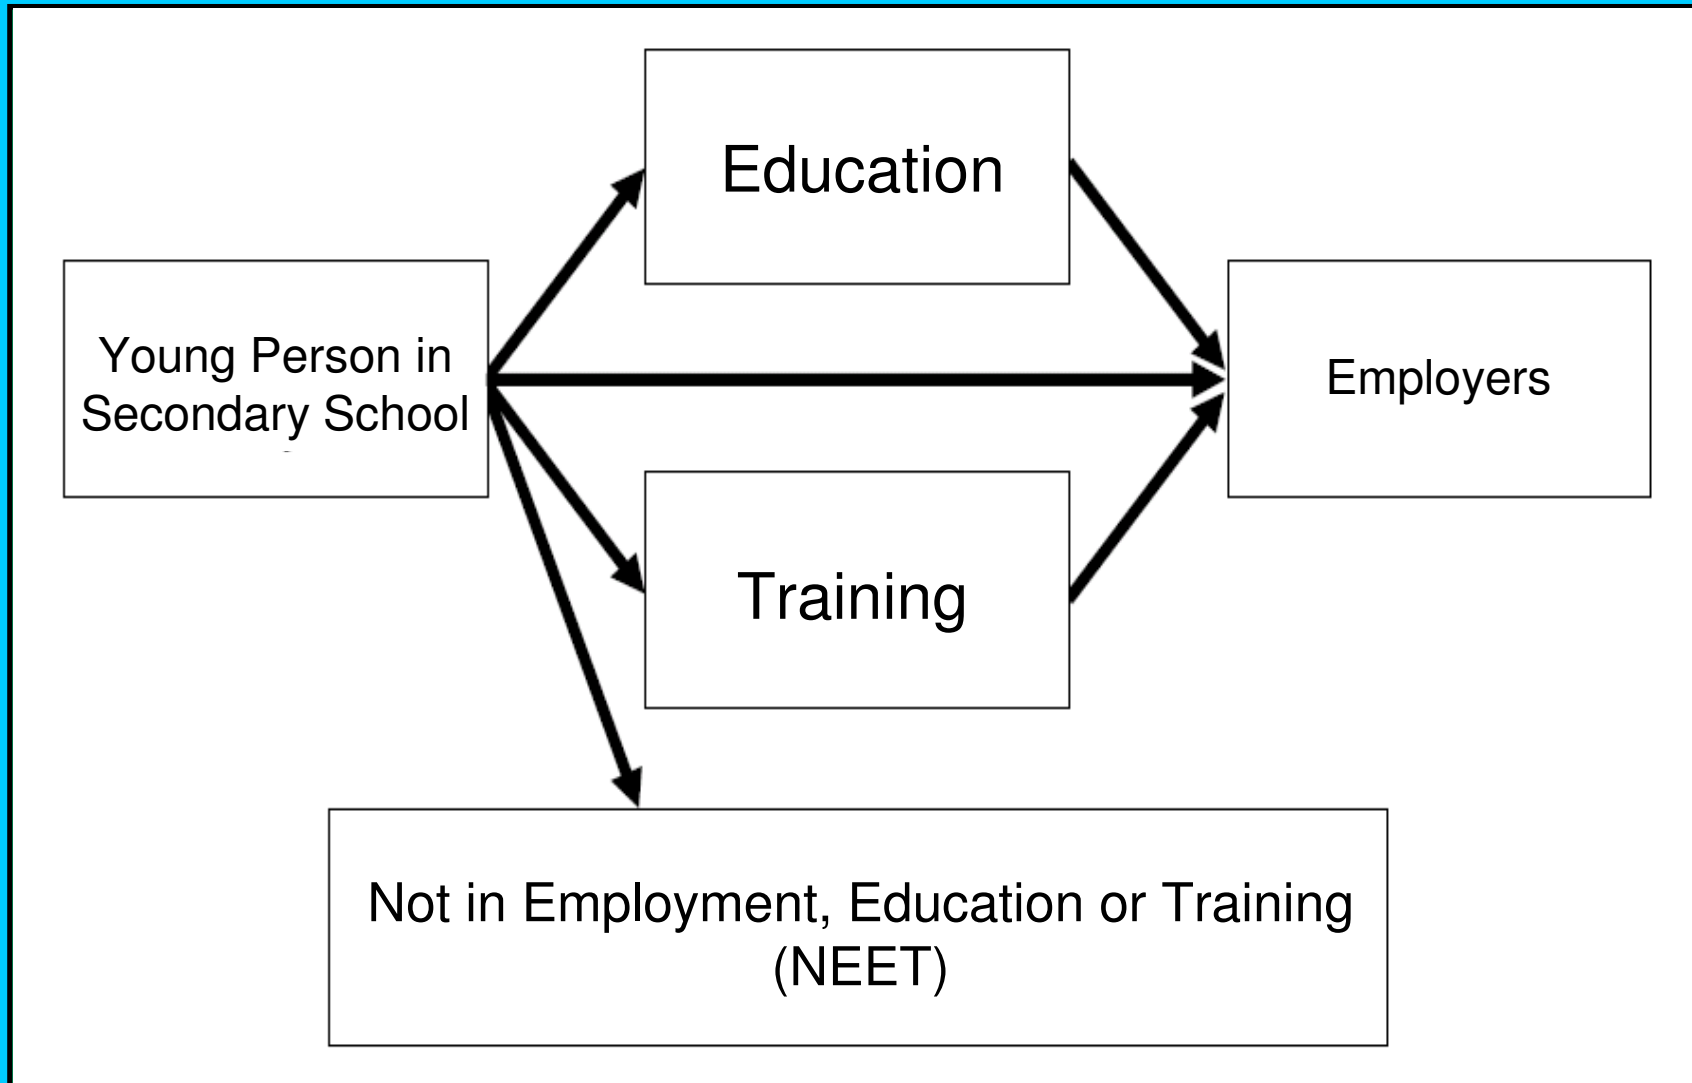 Education
Young Person in
Secondary School
Employers
Training
Not in Employment, Education or Training
(NEET)